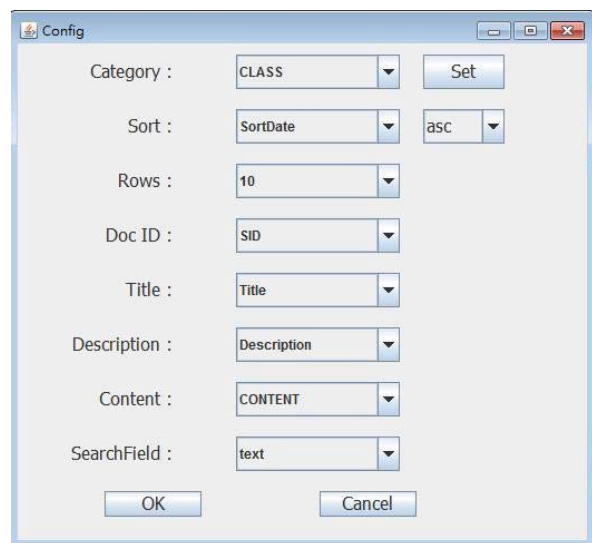 Config
Category : CLASS Set
Sort : SortDate asc
Rows : 10
Doc ID : SID
Title : Title
Description : Description
Content : CONTENT
SearchField : text
OK Cancel